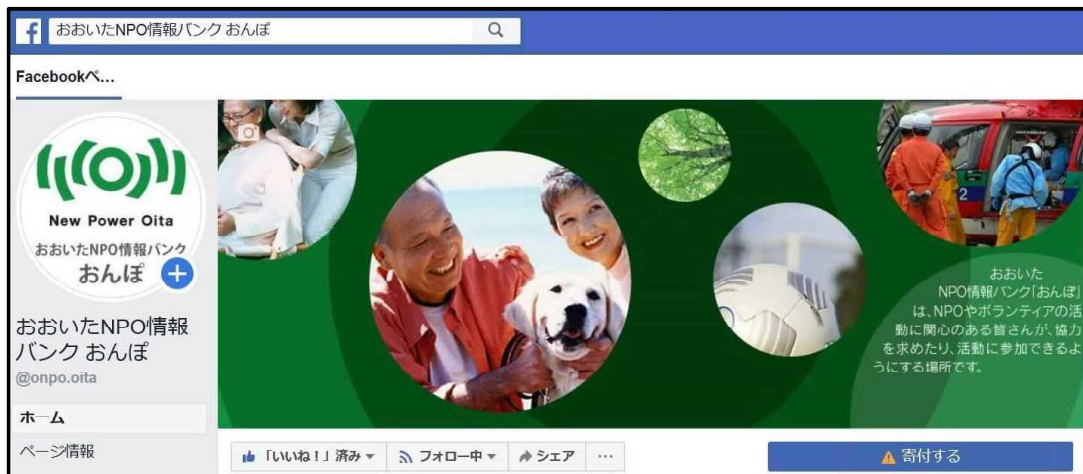 おおいたNPO情報バンク おんぽ
Facebookペ...
New Power Oita
おおいたNPO情報バンク
おんぽ
おおいたNPO情報
バンク おんぽ
@onpo.oita
ホーム
ページ情報
おおいた
NPO情報バンク「おんぽ」
は、NPOやボランティアの活
動に関心のある皆さんが、協力
を求めたり、活動に参加できるよ
うにする場所です。
「いいね！」済み フォロー中 シェア ...
寄付する